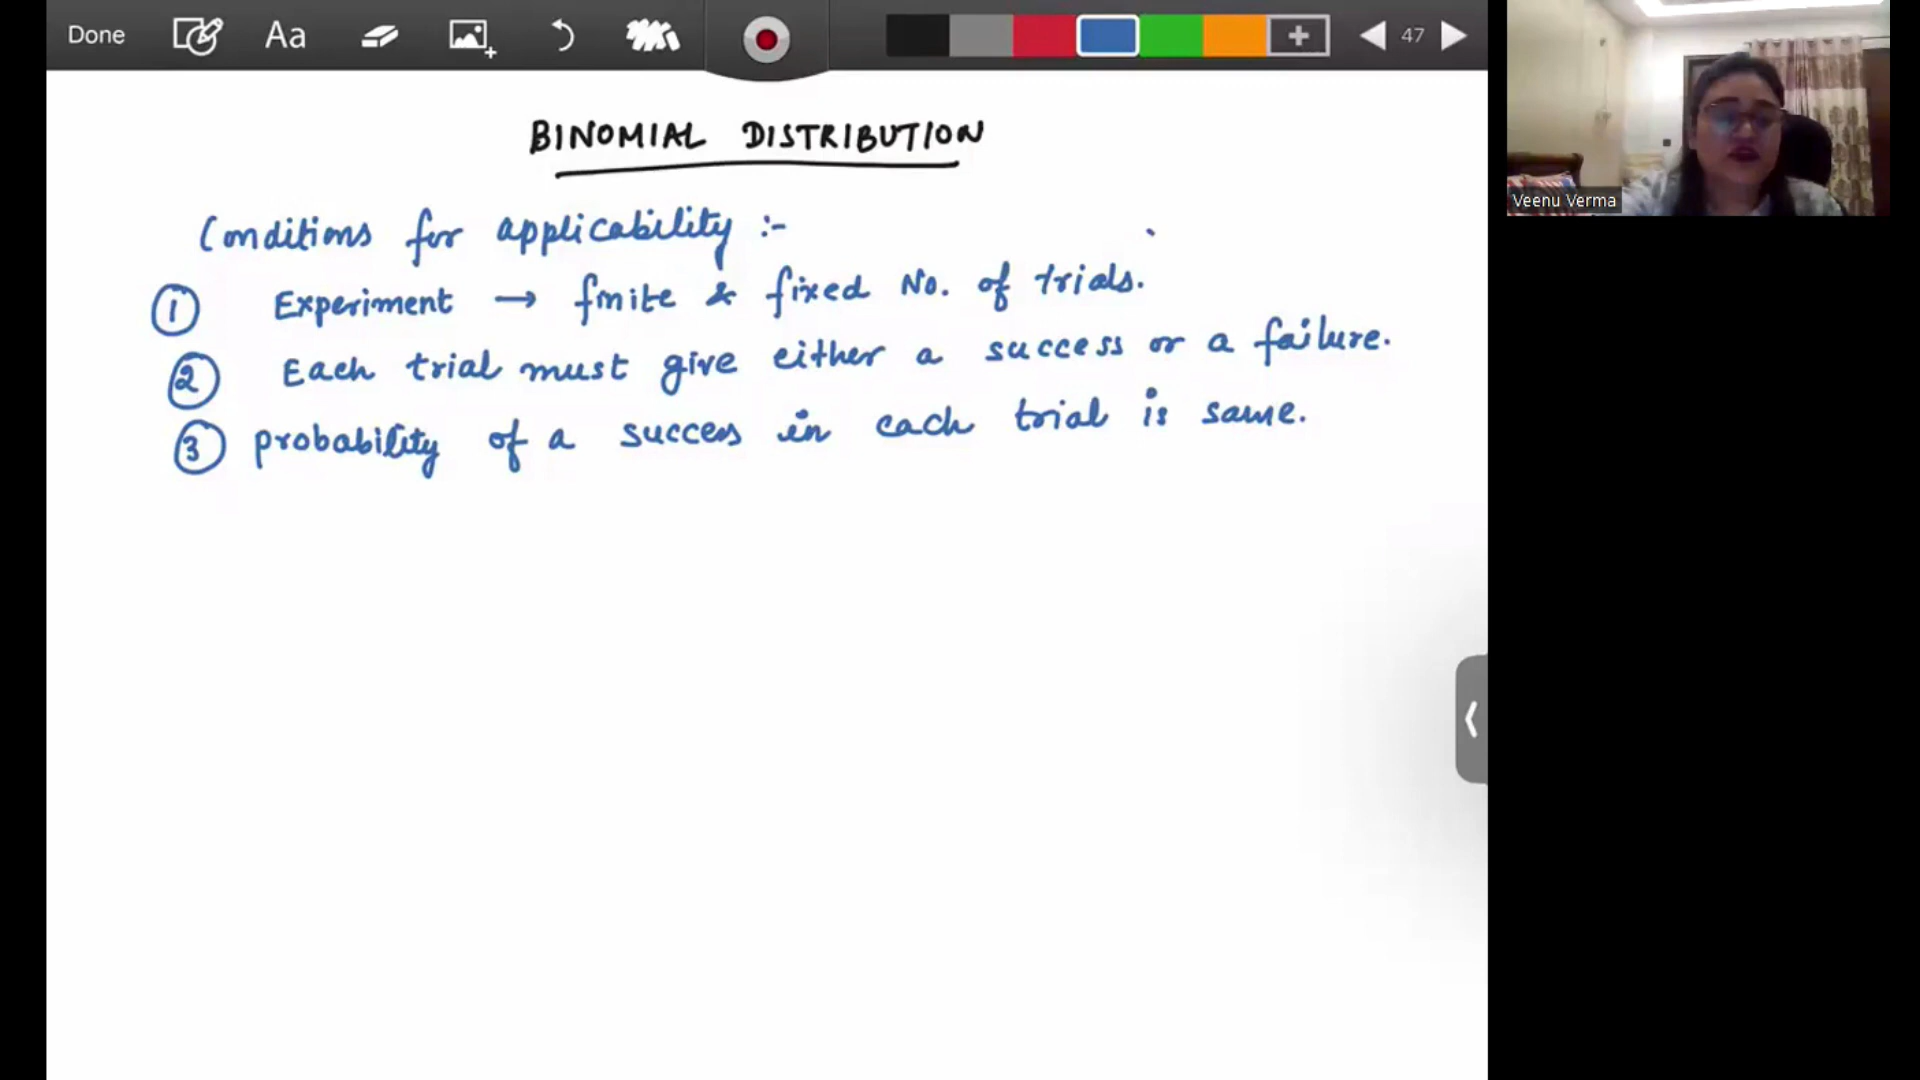 Done Aa 47
Veenu Verma
BINOMIAL DISTRIBUTION
Conditions for applicability :-
1 Experiment → finite & fixed No. of trials.
2 Each trial must give either a success or a failure.
3 probability of a success in each trial is same.